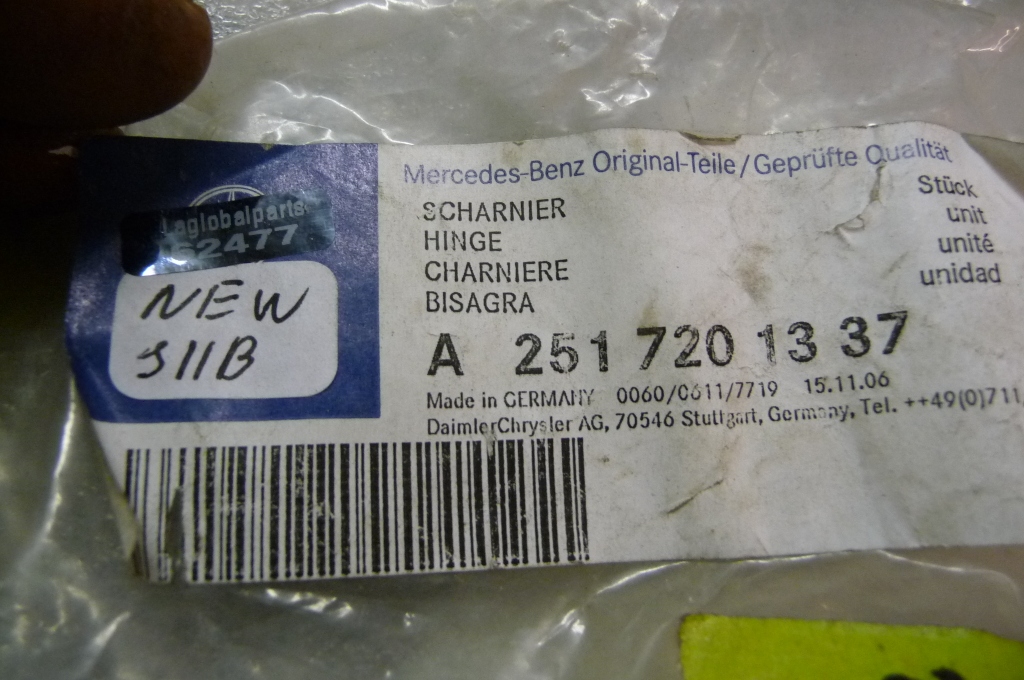 Mercedes-Benz Original-Teile/Geprüfte Qualität
SCHARNIER
HINGE
CHARNIERE
BISAGRA
Stück
unit
unité
unidad
A 251 720 13 37
Made in GERMANY 0060/0611/7719 15.11.06
DaimlerChrysler AG, 70546 Stuttgart, Germany, Tel. ++49(0)711
Laglobalparts
62477
NEW
311B